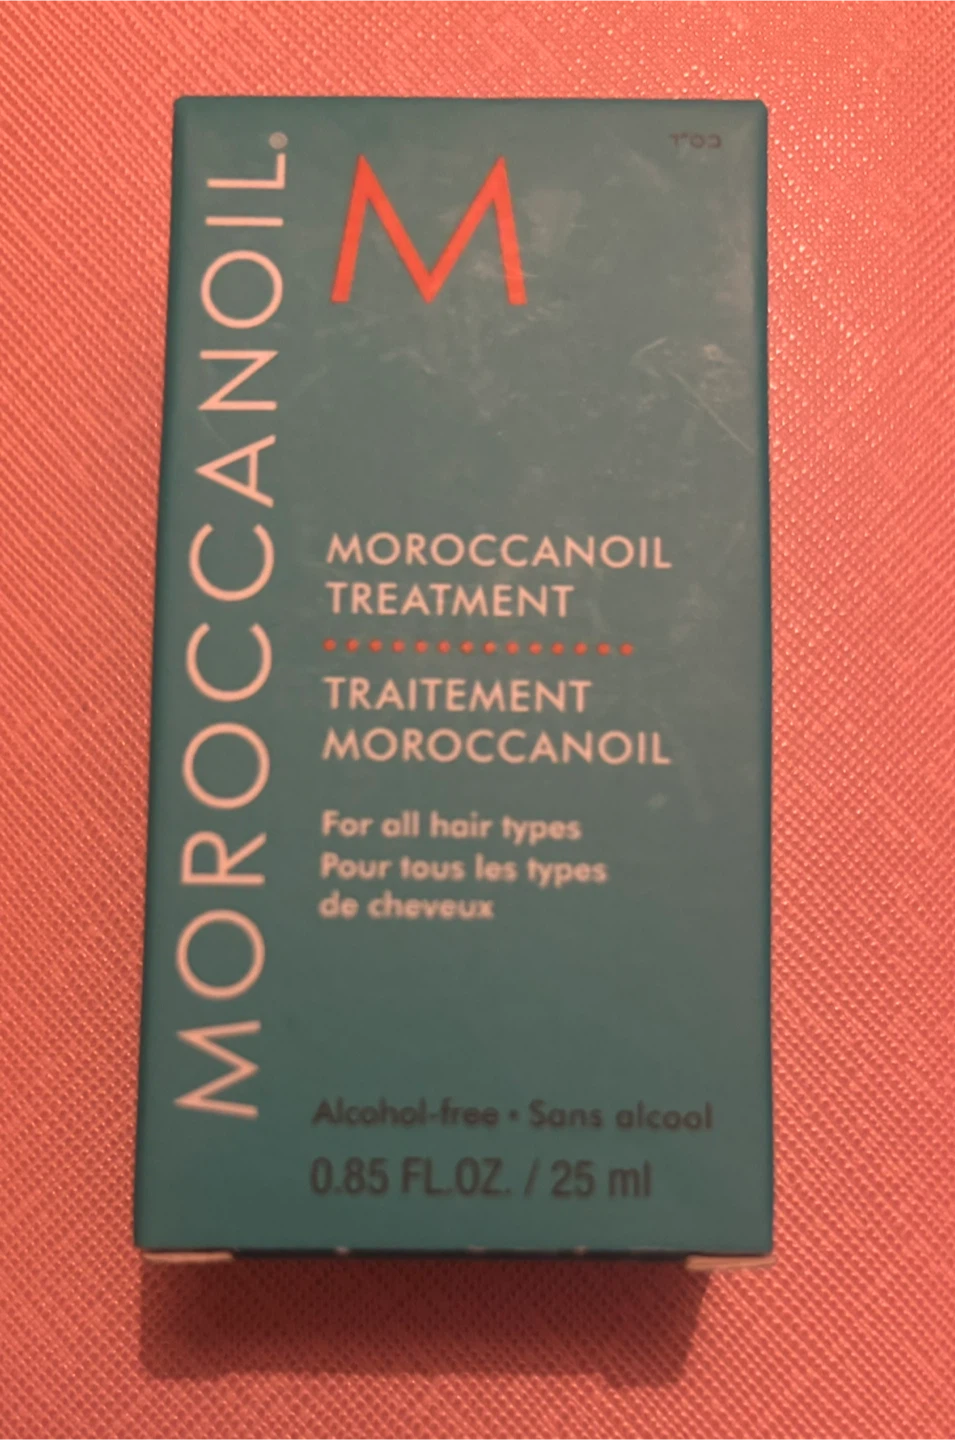 בס"ד
M
MOROCCANOIL®
MOROCCANOIL
TREATMENT
TRAITEMENT
MOROCCANOIL
For all hair types
Pour tous les types
de cheveux
Alcohol-free • Sans alcool
0.85 FL.OZ. / 25 ml